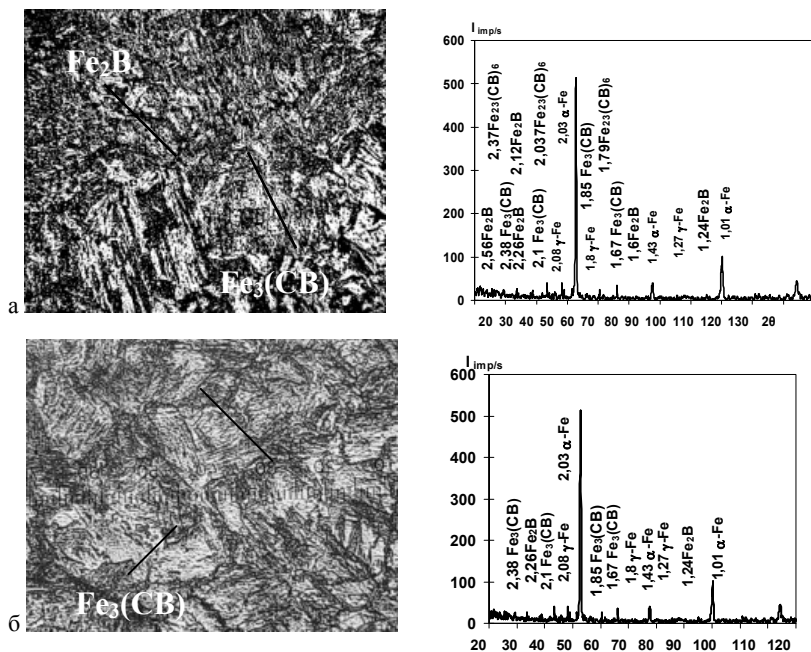 Fe₂B
Fe₃(CB)
а
I imp/s
600
500
400
300
200
100
0
2,56Fe₂B
2,37Fe₂₃(CB)₆
2,38 Fe₃(CB)
2,12Fe₂B
2,26Fe₂B
2,1 Fe₃(CB)
2,037Fe₂₃(CB)₆
2,08 γ-Fe
2,03 α-Fe
1,85 Fe₃(CB)
1,8 γ-Fe
1,79Fe₂₃(CB)₆
1,67 Fe₃(CB)
1,6Fe₂B
1,43 α-Fe
1,27 γ-Fe
1,24Fe₂B
1,01 α-Fe
20 30 40 50 60 70 80 90 100 110 120 130 2θ
Fe₃(CB)
б
I imp/s
600
500
400
300
200
100
0
2,38 Fe₃(CB)
2,26Fe₂B
2,1 Fe₃(CB)
2,08 γ-Fe
2,03 α-Fe
1,85 Fe₃(CB)
1,67 Fe₃(CB)
1,8 γ-Fe
1,43 α-Fe
1,27 γ-Fe
1,24Fe₂B
1,01 α-Fe
20 30 40 50 60 70 80 90 100 110 120